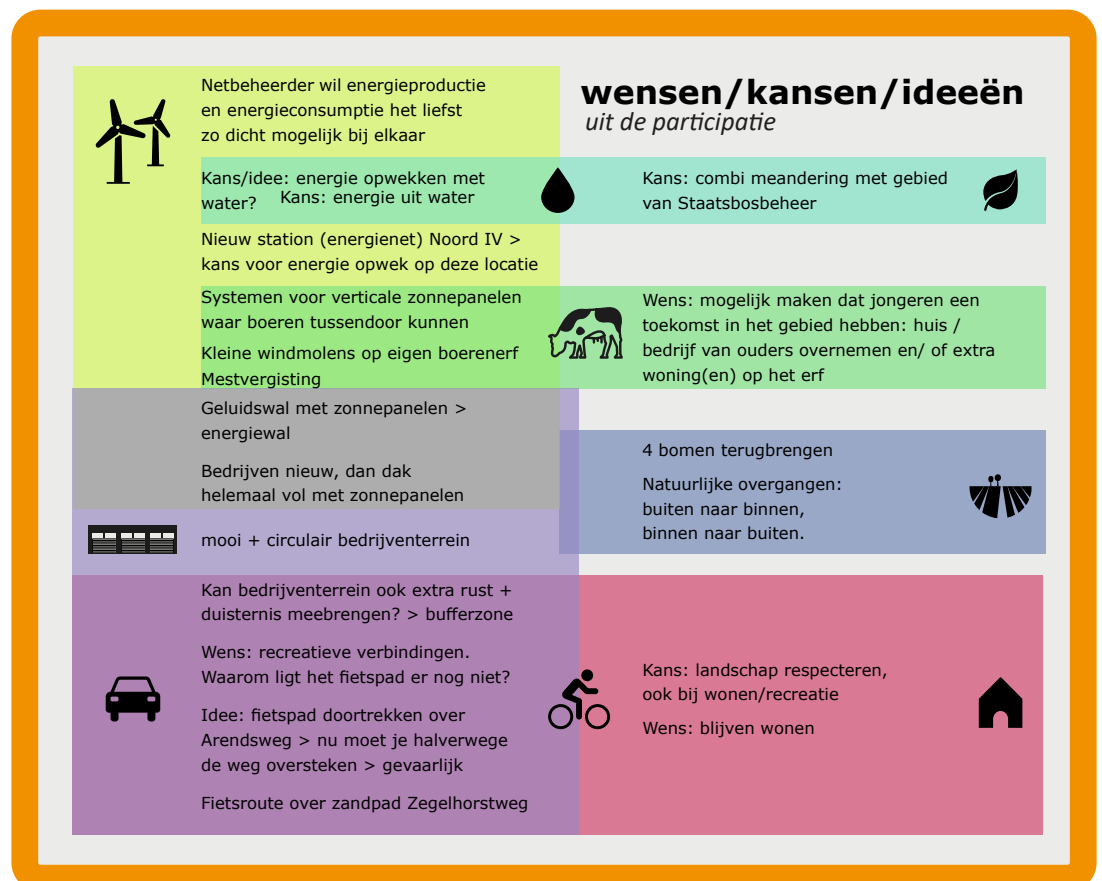 wensen/kansen/ideeën
uit de participatie
Netbeheerder wil energieproductie
en energieconsumptie het liefst
zo dicht mogelijk bij elkaar
Kans/idee: energie opwekken met
water?
Kans: energie uit water
Kans: combi meandering met gebied
van Staatsbosbeheer
Nieuw station (energienet) Noord IV >
kans voor energie opwek op deze locatie
Systemen voor verticale zonnepanelen
waar boeren tussendoor kunnen
Kleine windmolens op eigen boerenerf
Mestvergisting
Wens: mogelijk maken dat jongeren een
toekomst in het gebied hebben: huis /
bedrijf van ouders overnemen en/ of extra
woning(en) op het erf
Geluidswal met zonnepanelen >
energiewal
Bedrijven nieuw, dan dak
helemaal vol met zonnepanelen
4 bomen terugbrengen
Natuurlijke overgangen:
buiten naar binnen,
binnen naar buiten.
mooi + circulair bedrijventerrein
Kan bedrijventerrein ook extra rust +
duisternis meebrengen? > bufferzone
Wens: recreatieve verbindingen.
Waarom ligt het fietspad er nog niet?
Idee: fietspad doortrekken over
Arendsweg > nu moet je halverwege
de weg oversteken > gevaarlijk
Fietsroute over zandpad Zegelhorstweg
Kans: landschap respecteren,
ook bij wonen/recreatie
Wens: blijven wonen